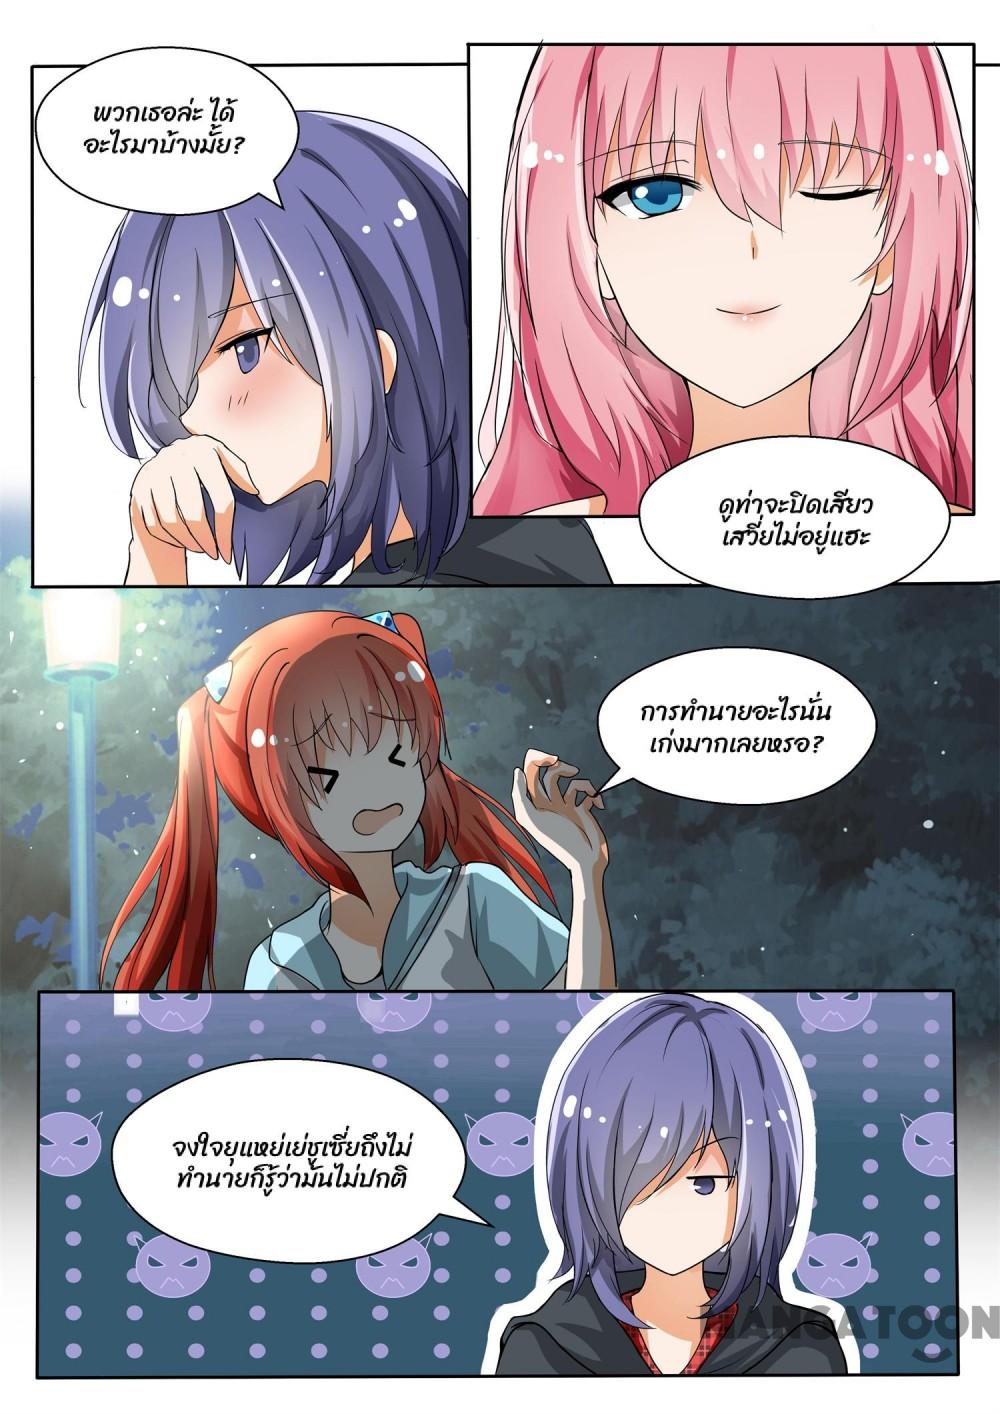 พวกเธอล่ะ ได้
อะไรมาบ้างมั้ย?
ดูท่าจะปิดเสี่ยว
เสวี่ยไม่อยู่แฮะ
การทำนายอะไรนั่น
เก่งมากเลยหรอ?
จงใจยุแหย่เย่ชูเซี่ยถึงไม่
ทำนายก็รู้ว่ามันไม่ปกติ
MANGATOON